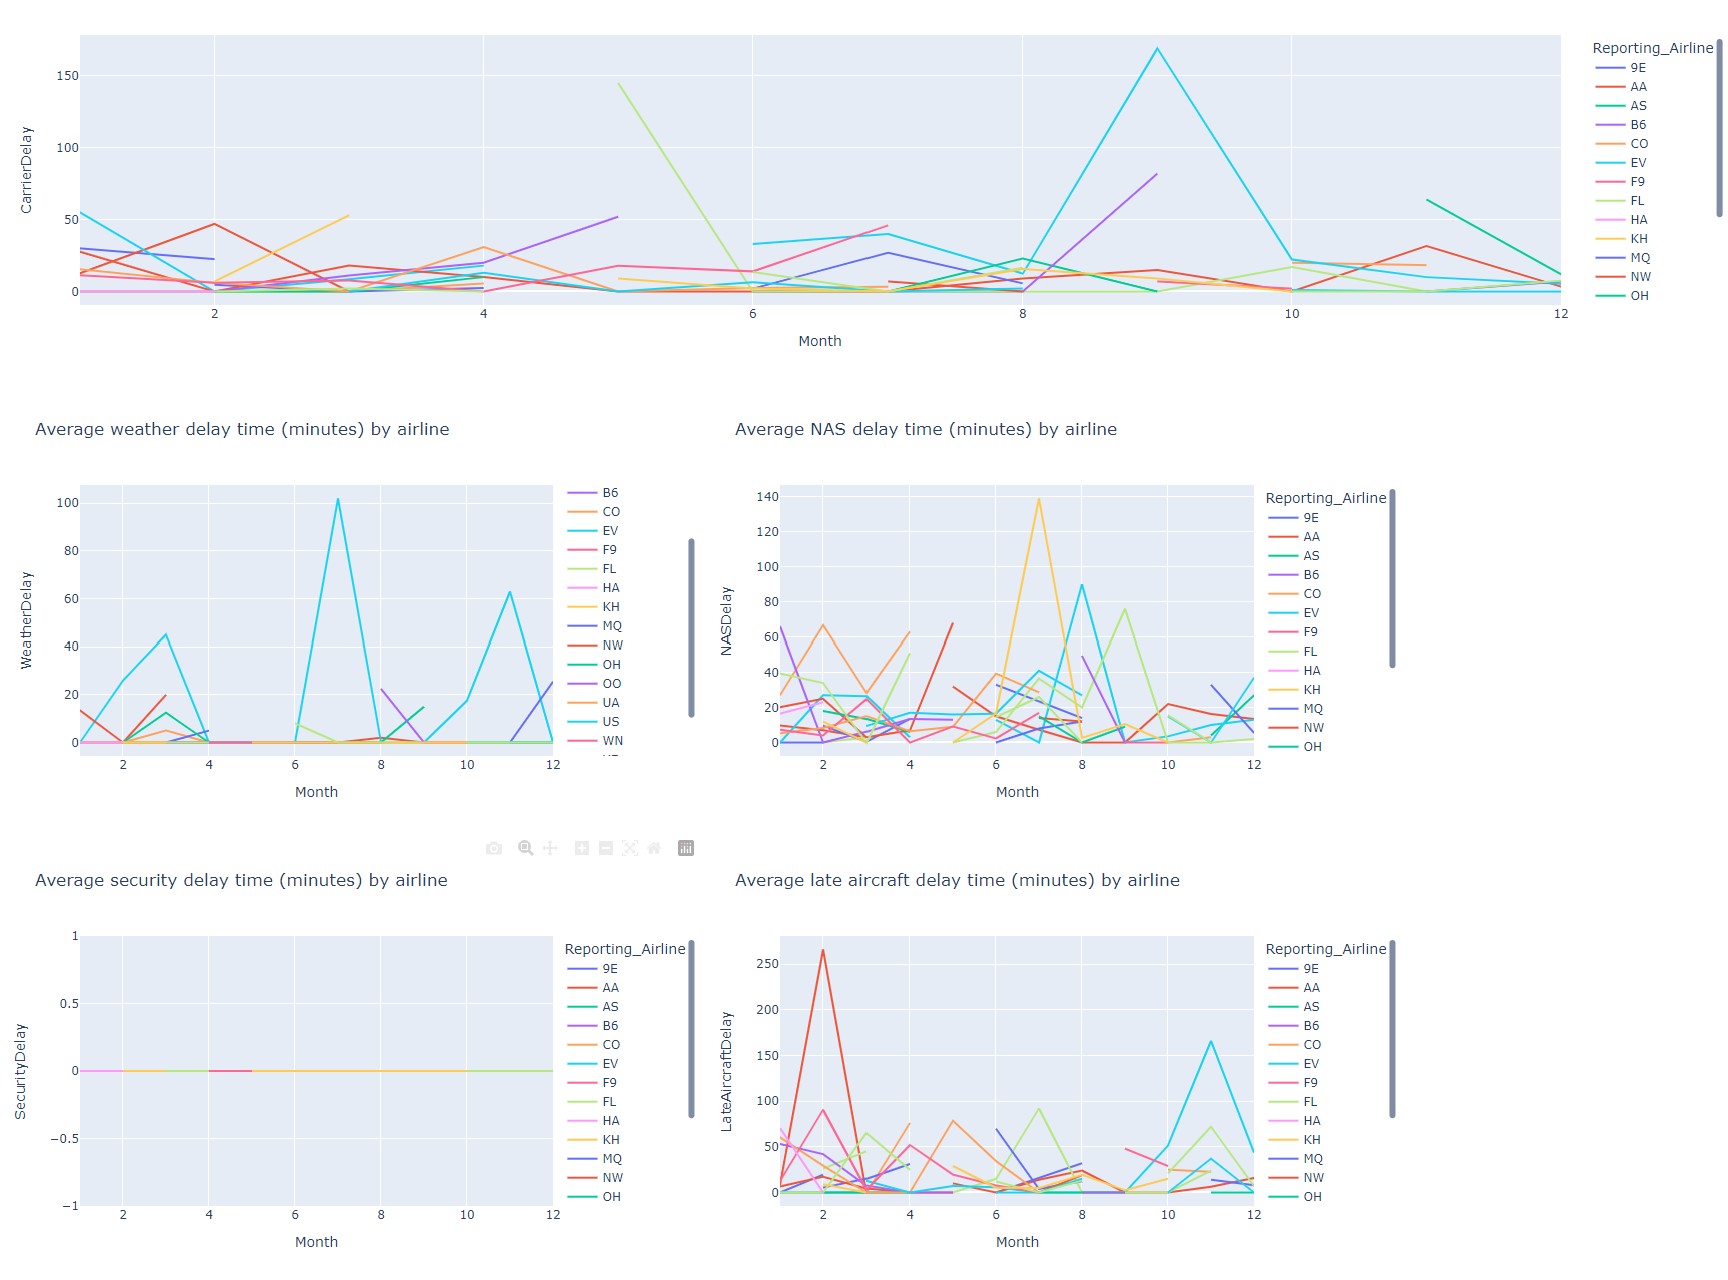 150
100
50
0
CarrierDelay
2
4
6
8
10
12
Month
Reporting_Airline
9E
AA
AS
B6
CO
EV
F9
FL
HA
KH
MQ
NW
OH
Average weather delay time (minutes) by airline
100
80
60
40
20
0
WeatherDelay
2
4
6
8
10
12
Month
B6
CO
EV
F9
FL
HA
KH
MQ
NW
OH
OO
UA
US
WN
Average NAS delay time (minutes) by airline
140
120
100
80
60
40
20
0
NASDelay
2
4
6
8
10
12
Month
Reporting_Airline
9E
AA
AS
B6
CO
EV
F9
FL
HA
KH
MQ
NW
OH
Average security delay time (minutes) by airline
1
0.5
0
−0.5
−1
SecurityDelay
2
4
6
8
10
12
Month
Reporting_Airline
9E
AA
AS
B6
CO
EV
F9
FL
HA
KH
MQ
NW
OH
Average late aircraft delay time (minutes) by airline
250
200
150
100
50
0
LateAircraftDelay
2
4
6
8
10
12
Month
Reporting_Airline
9E
AA
AS
B6
CO
EV
F9
FL
HA
KH
MQ
NW
OH